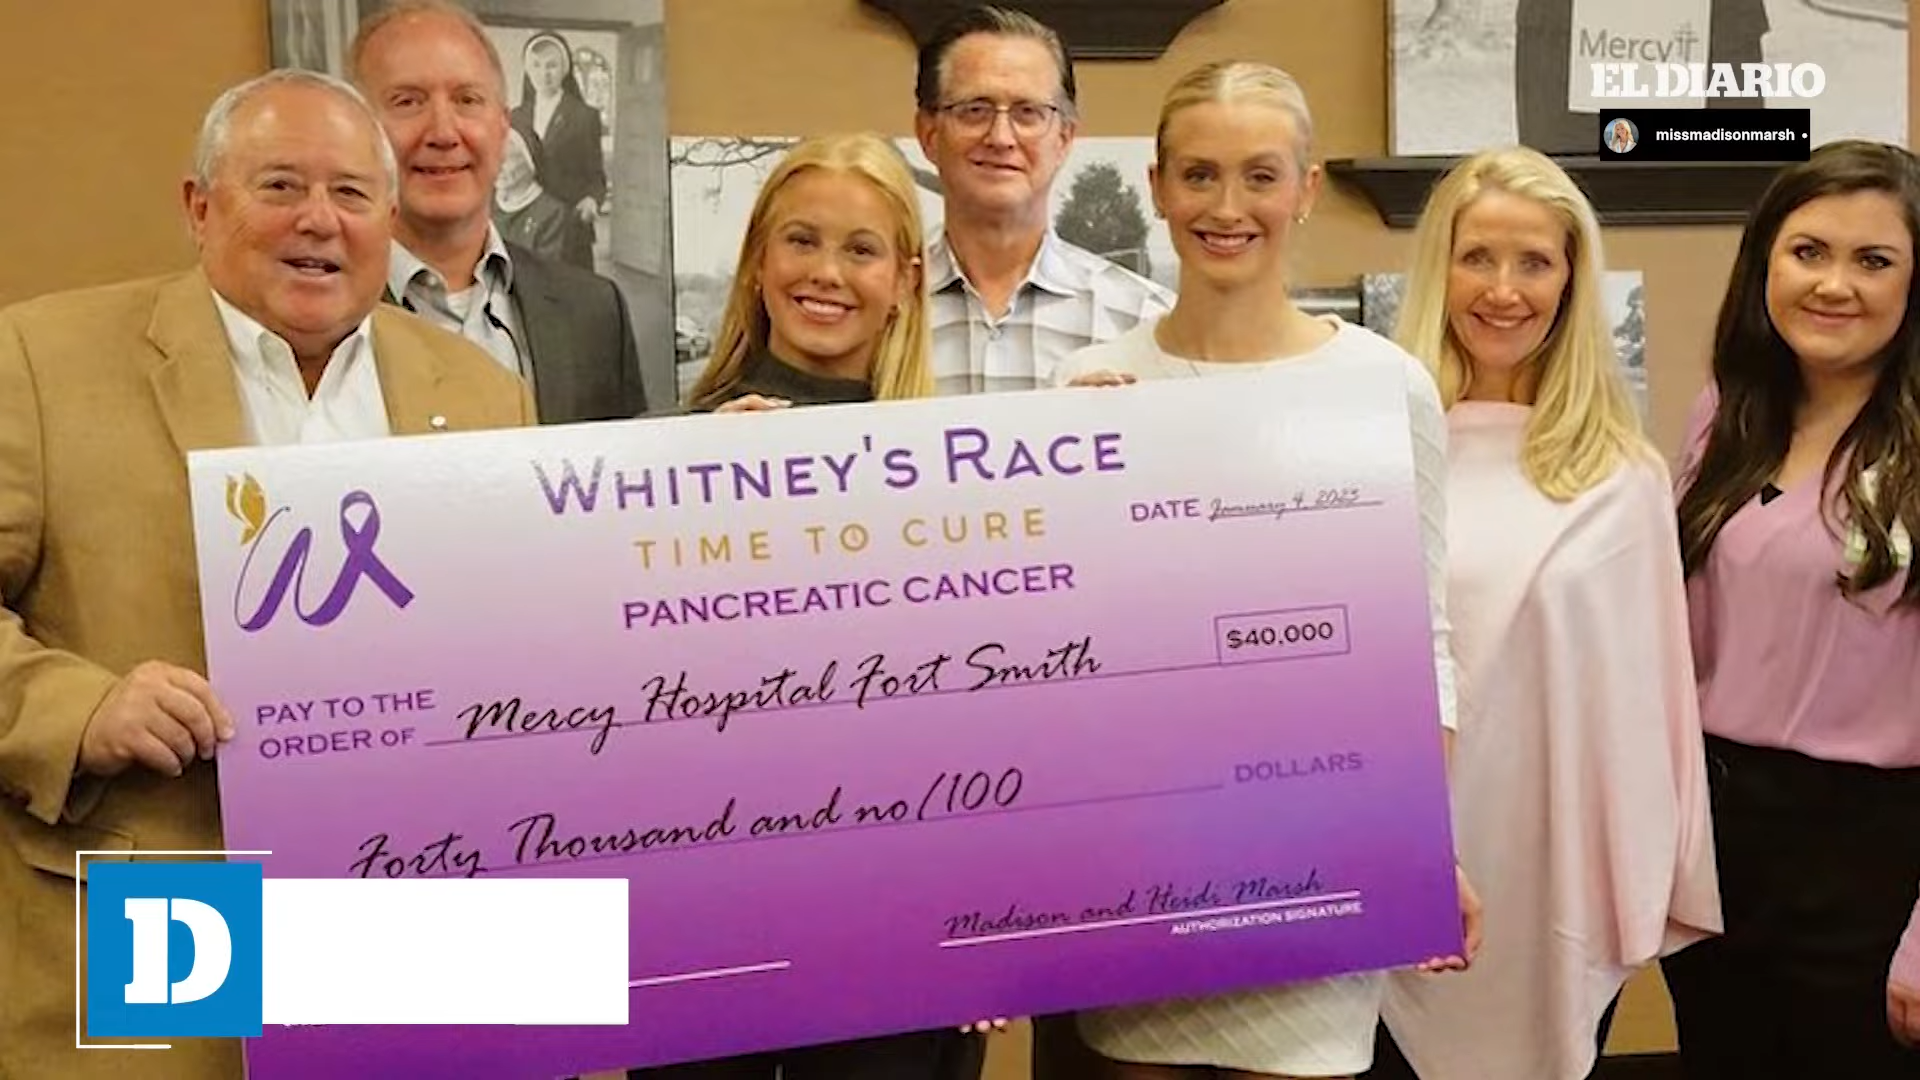 Mercy
EL DIARIO
missmadisonmarsh •
WHITNEY'S RACE
TIME TO CURE
PANCREATIC CANCER
DATE January 4, 2023
$40,000
PAY TO THE
ORDER OF Mercy Hospital Fort Smith
Forty Thousand and no/100 DOLLARS
Madison and Heidi Marsh
AUTHORIZATION SIGNATURE
D